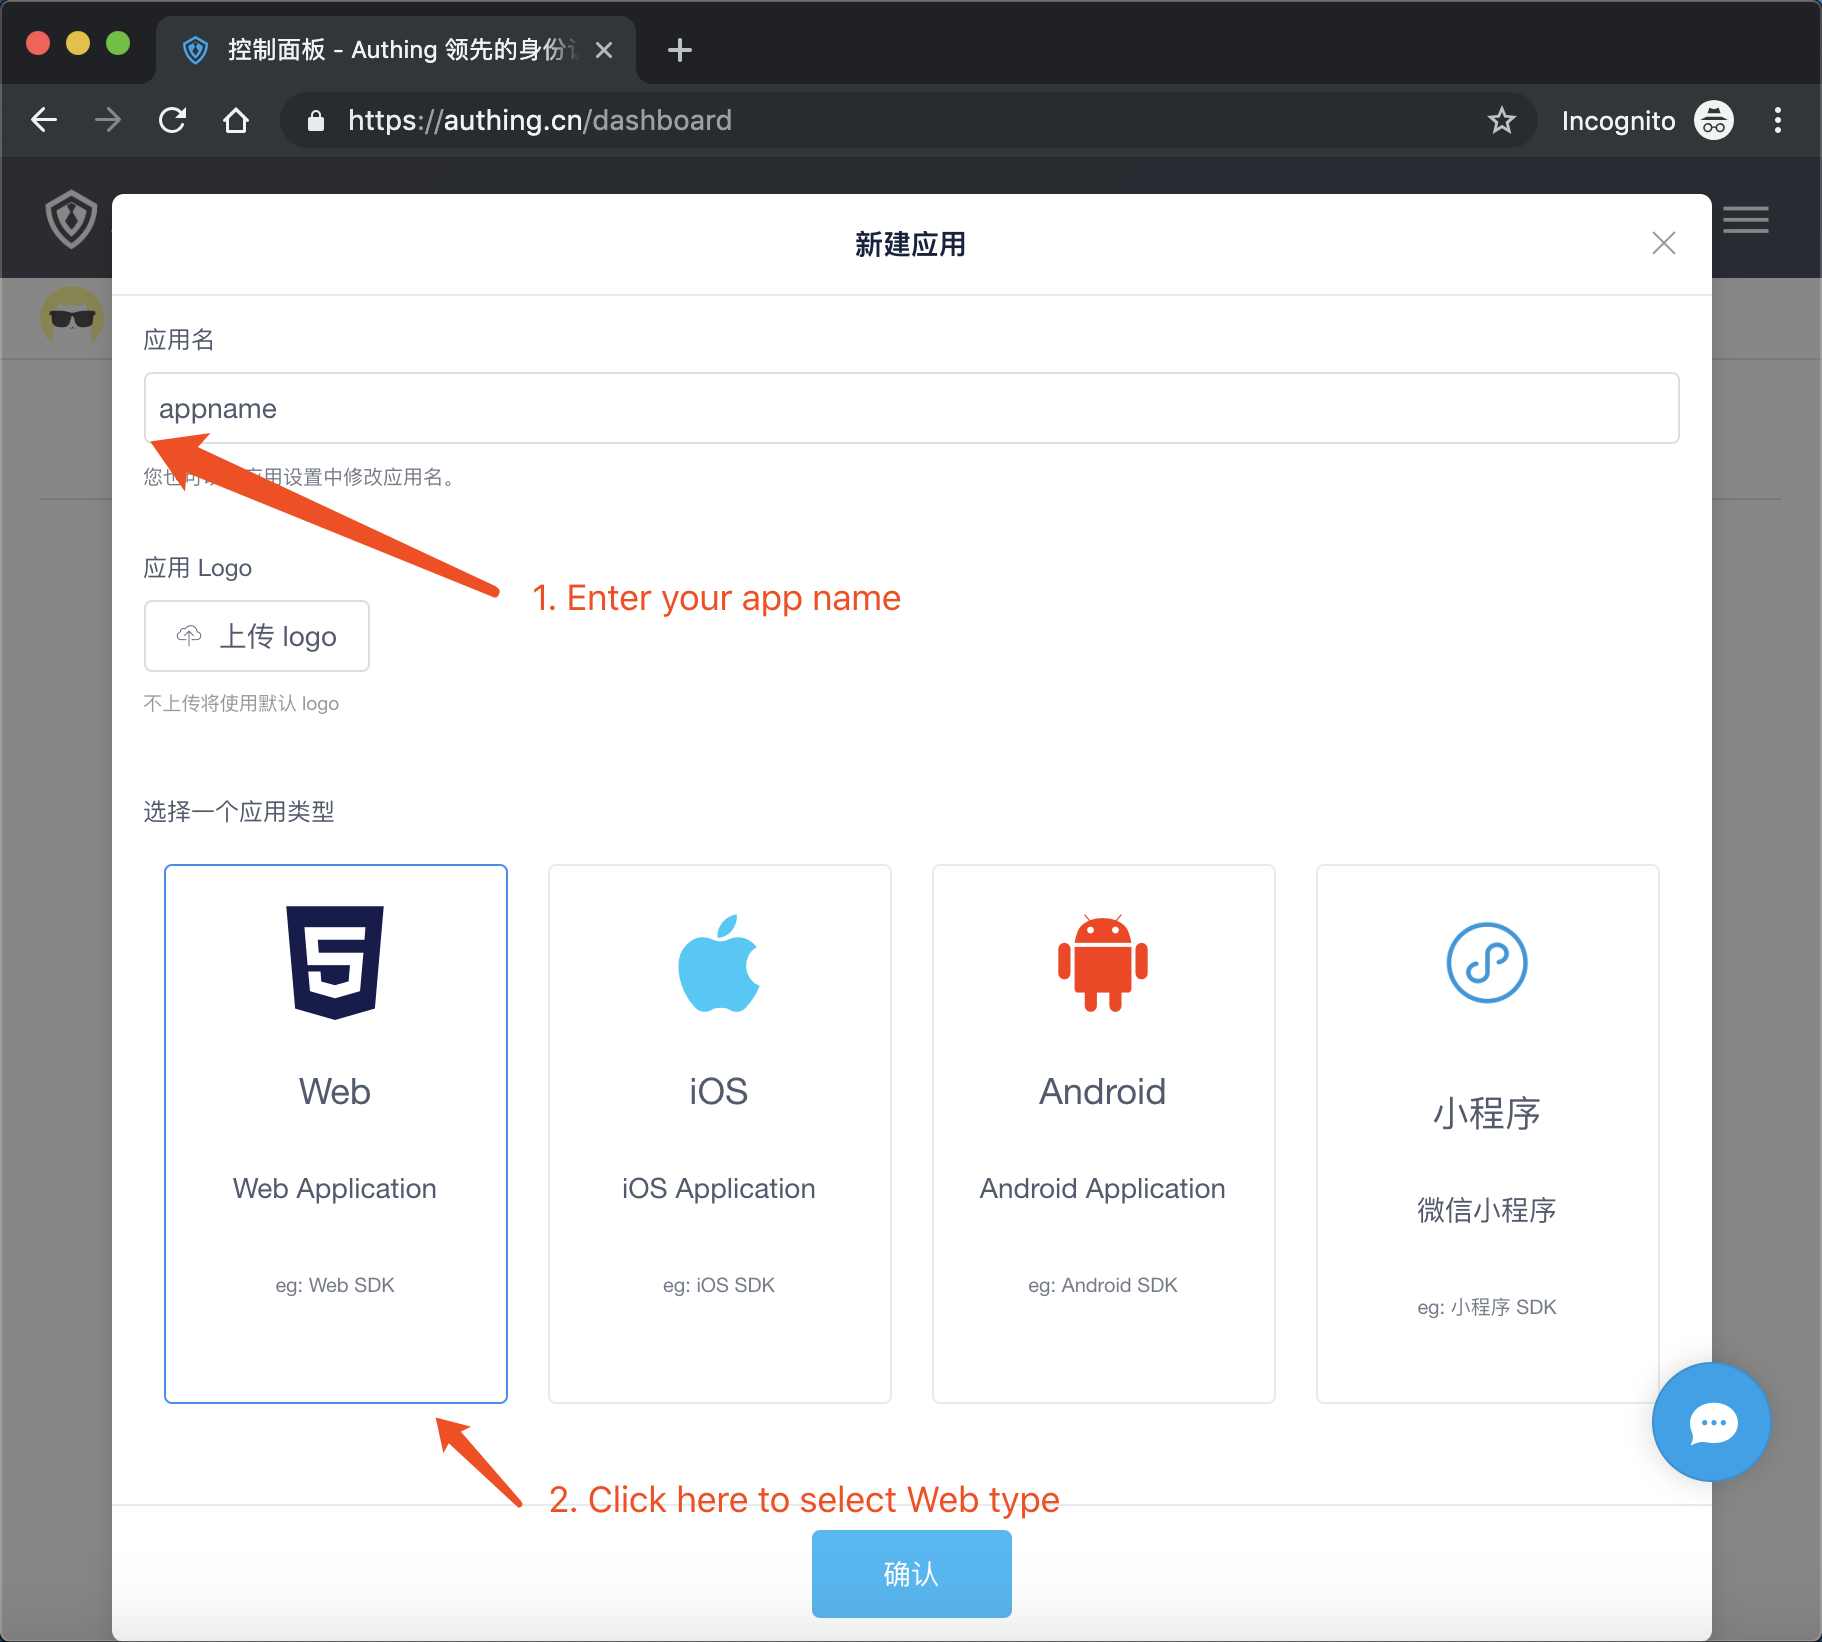 控制面板 - Authing 领先的身份
https://authing.cn/dashboard
Incognito
新建应用
应用名
appname
您也可 应用设置中修改应用名。
应用 Logo
1. Enter your app name
上传 logo
不上传将使用默认 logo
选择一个应用类型
Web
iOS
Android
小程序
Web Application
iOS Application
Android Application
微信小程序
eg: Web SDK
eg: iOS SDK
eg: Android SDK
eg: 小程序 SDK
2. Click here to select Web type
确认